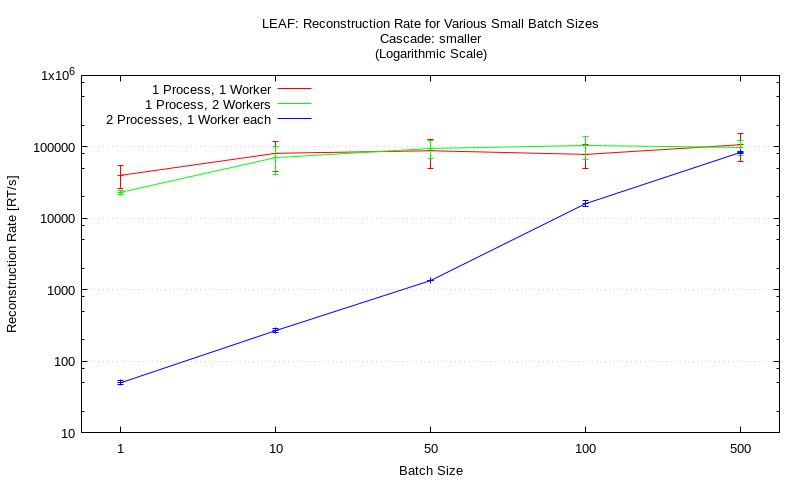 LEAF: Reconstruction Rate for Various Small Batch Sizes
Cascade: smaller
(Logarithmic Scale)
1x10^6
1 Process, 1 Worker
1 Process, 2 Workers
2 Processes, 1 Worker each
100000
10000
1000
100
10
Reconstruction Rate [RT/s]
1 10 50 100 500
Batch Size